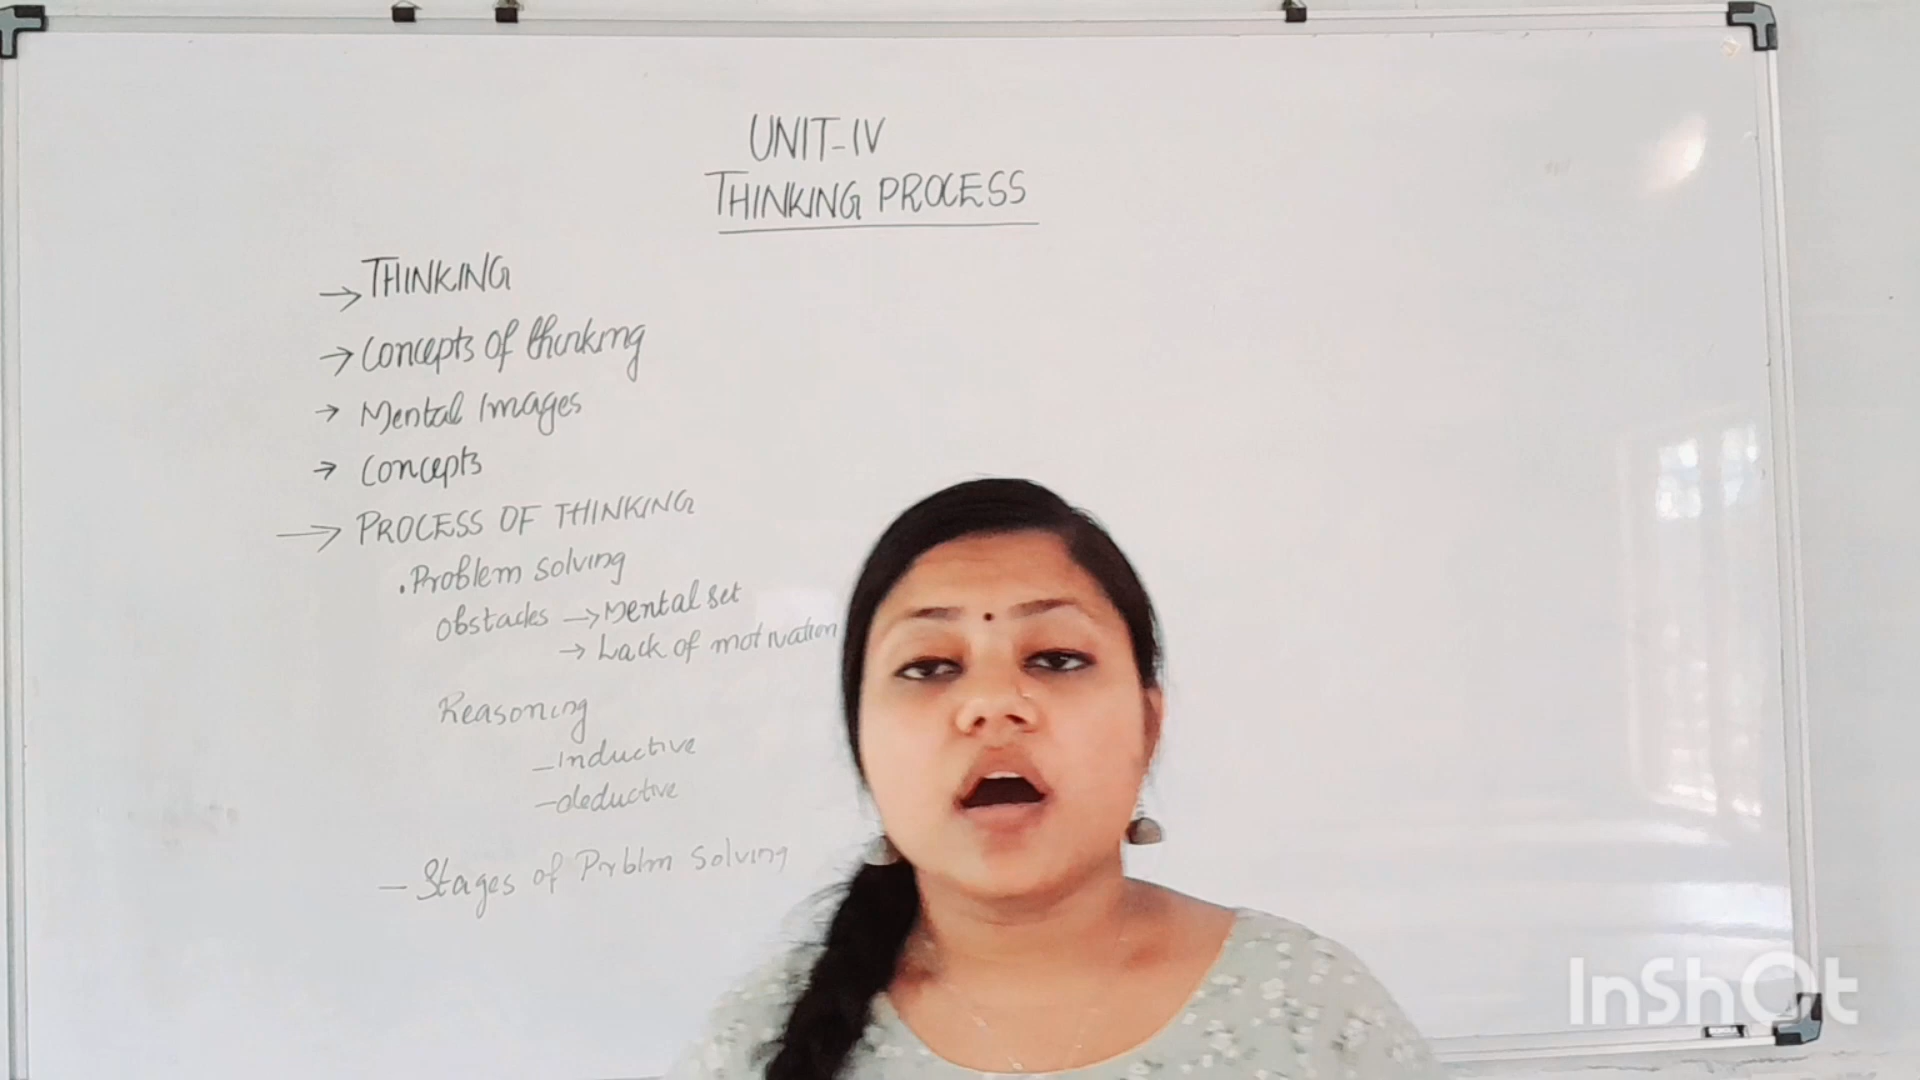 UNIT-IV
THINKING PROCESS
→ THINKING
→ Concepts of thinking
→ Mental Images
→ Concepts
→ PROCESS OF THINKING
. Problem solving
Obstacles → Mental set
→ Lack of motivation
Reasoning
- Inductive
- deductive
- Stages of Prblm solving
InShOt